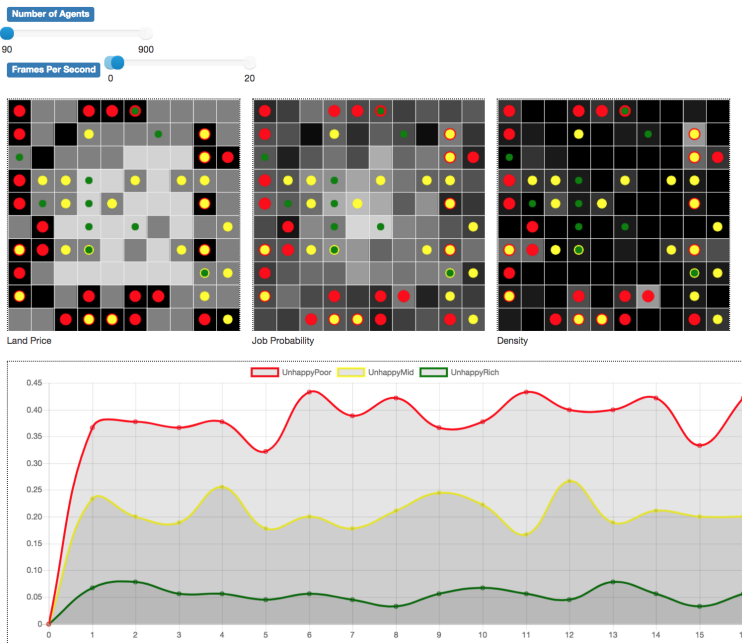 Number of Agents
90 900
Frames Per Second
0 20
Land Price Job Probability Density
UnhappyPoor UnhappyMid UnhappyRich
0.45
0.40
0.35
0.30
0.25
0.20
0.15
0.10
0.05
0
0 1 2 3 4 5 6 7 8 9 10 11 12 13 14 15